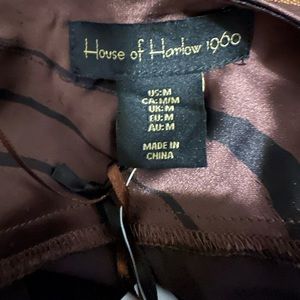 House of Harlow 1960
US:M
CA:M/M
UK:M
EU:M
AU:M
MADE IN
CHINA